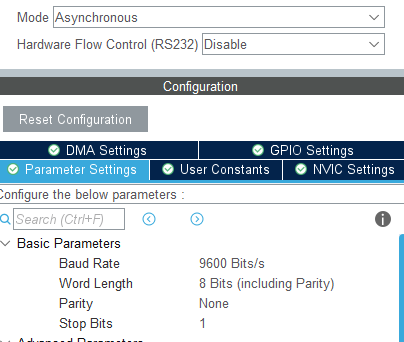 Mode Asynchronous
Hardware Flow Control (RS232) Disable
Configuration
Reset Configuration
DMA Settings GPIO Settings
Parameter Settings User Constants NVIC Settings
Configure the below parameters :
Search (Ctrl+F)
Basic Parameters
Baud Rate 9600 Bits/s
Word Length 8 Bits (including Parity)
Parity None
Stop Bits 1
Advanced Parameters